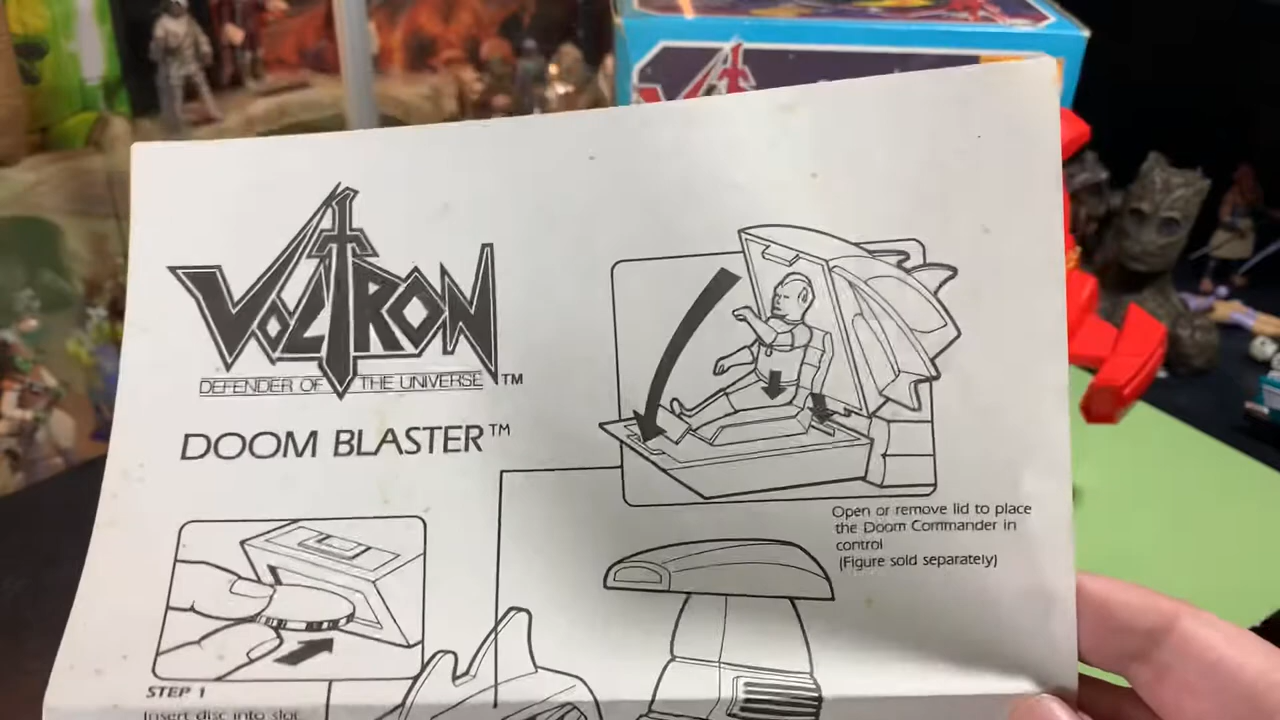 VOLTRON
DEFENDER OF THE UNIVERSE™
DOOM BLASTER™
Open or remove lid to place
the Doom Commander in
control
(Figure sold separately)
STEP 1
Insert disc into slot